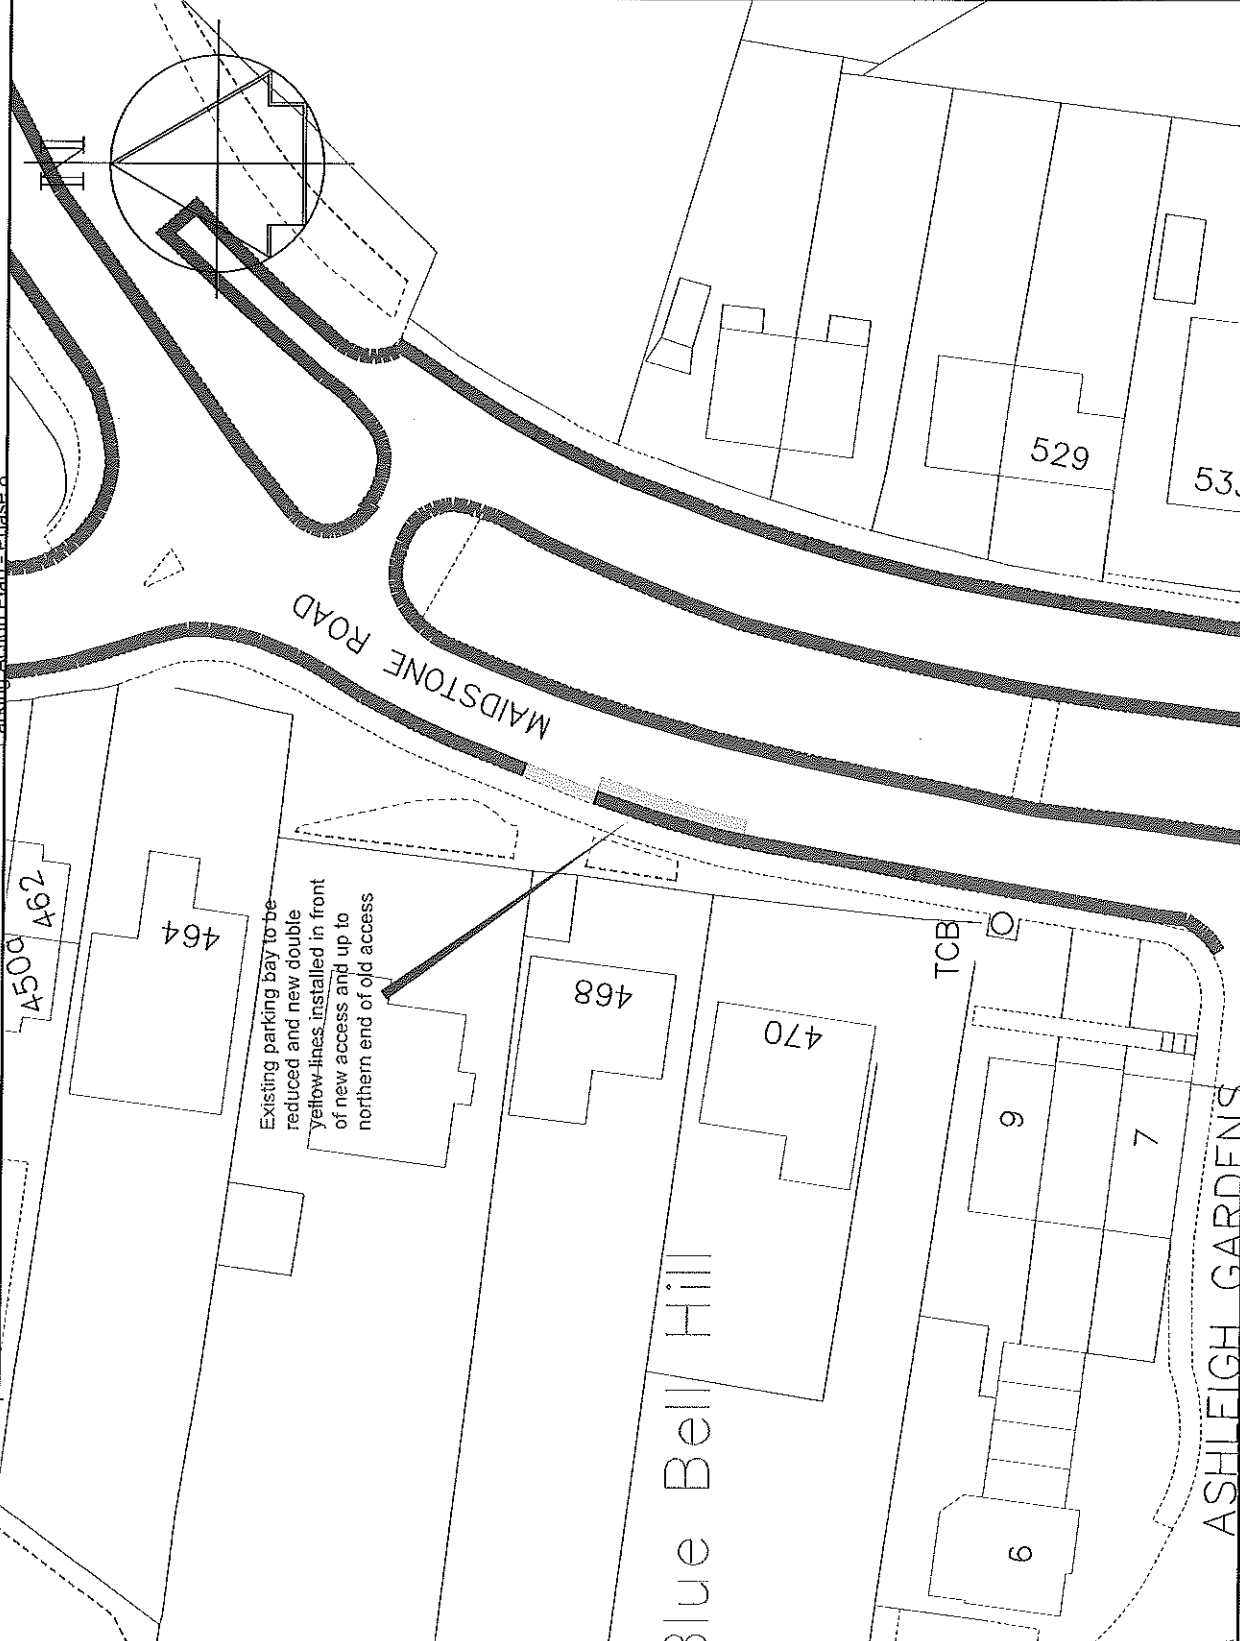 N
MAIDSTONE ROAD
529
462
464
Existing parking bay to be
reduced and new double
yellow lines installed in front
of new access and up to
northern end of old access
468
470
TCB
9
7
6
Blue Bell Hill
ASHLEIGH GARDENS